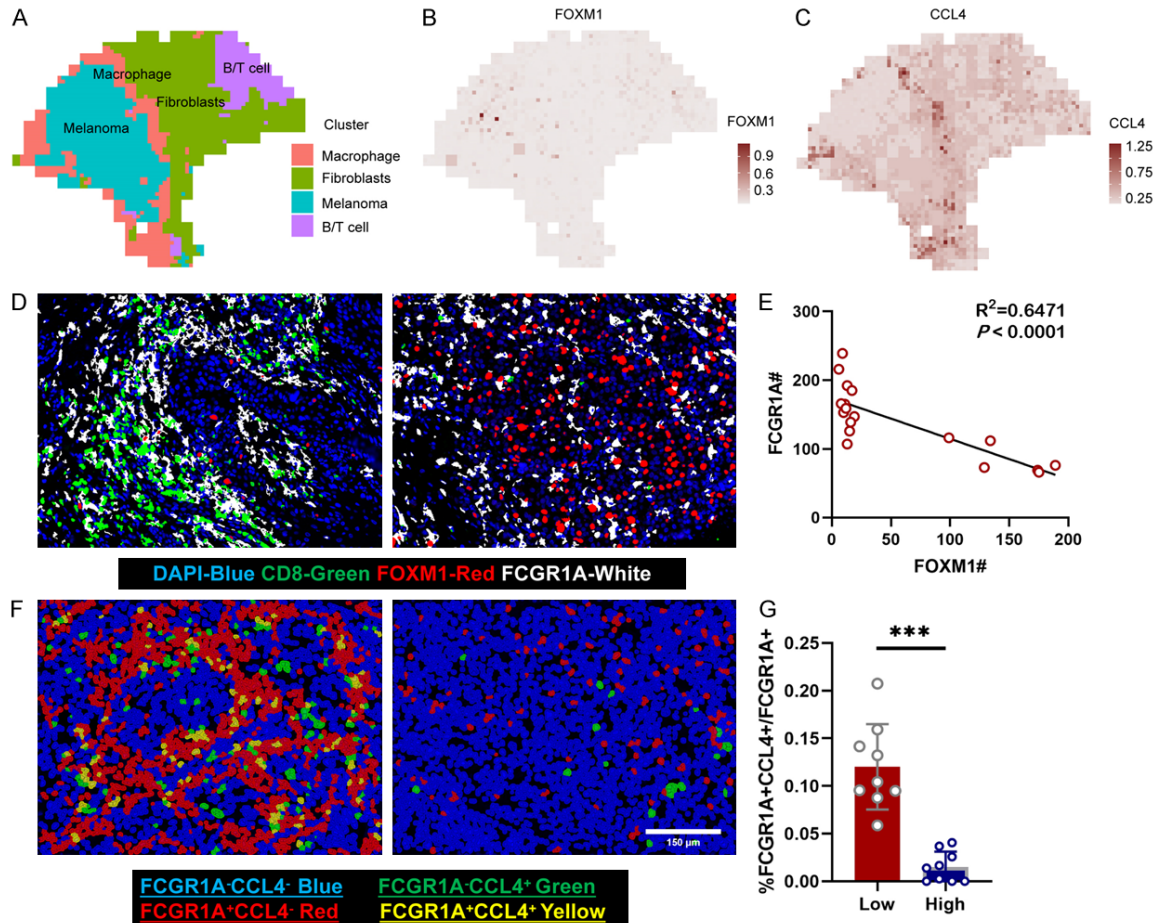 A
Macrophage
B/T cell
Fibroblasts
Melanoma
Cluster
Macrophage
Fibroblasts
Melanoma
B/T cell
B
FOXM1
FOXM1
0.9
0.6
0.3
C
CCL4
CCL4
1.25
0.75
0.25
D
DAPI-Blue CD8-Green FOXM1-Red FCGR1A-White
E
R²=0.6471
P < 0.0001
FCGR1A#
300
200
100
0
0 50 100 150 200
FOXM1#
F
150 µm
FCGR1A⁻CCL4⁻ Blue FCGR1A⁻CCL4⁺ Green
FCGR1A⁺CCL4⁻ Red FCGR1A⁺CCL4⁺ Yellow
G
***
%FCGR1A+CCL4+/FCGR1A+
0.25
0.20
0.15
0.10
0.05
0.00
Low High